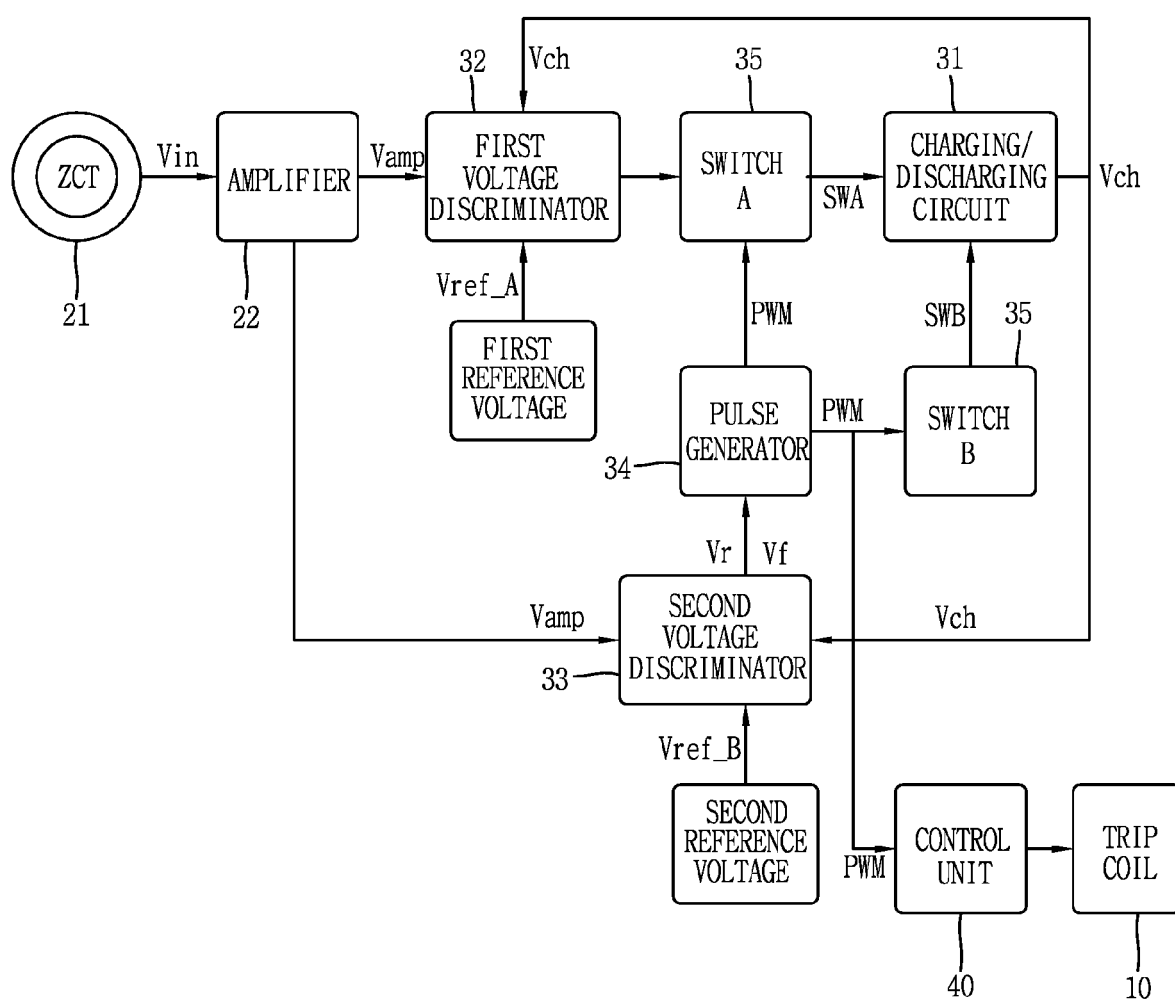 32
Vch
35
31
ZCT
Vin
AMPLIFIER
Vamp
FIRST
VOLTAGE
DISCRIMINATOR
SWITCH
A
SWA
CHARGING/
DISCHARGING
CIRCUIT
Vch
21
22
Vref_A
PWM
SWB
35
FIRST
REFERENCE
VOLTAGE
PULSE
GENERATOR
34
PWM
SWITCH
B
Vr
Vf
Vamp
SECOND
VOLTAGE
DISCRIMINATOR
33
Vch
Vref_B
SECOND
REFERENCE
VOLTAGE
PWM
CONTROL
UNIT
TRIP
COIL
40
10